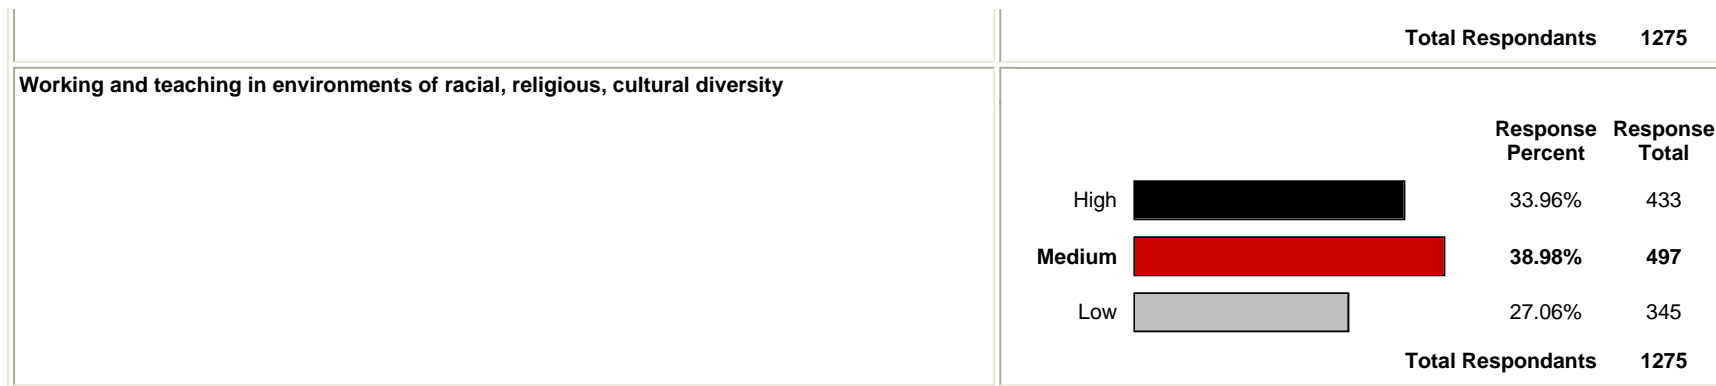 Total Respondants 1275
Working and teaching in environments of racial, religious, cultural diversity
Response Response
Percent Total
High 33.96% 433
Medium 38.98% 497
Low 27.06% 345
Total Respondants 1275